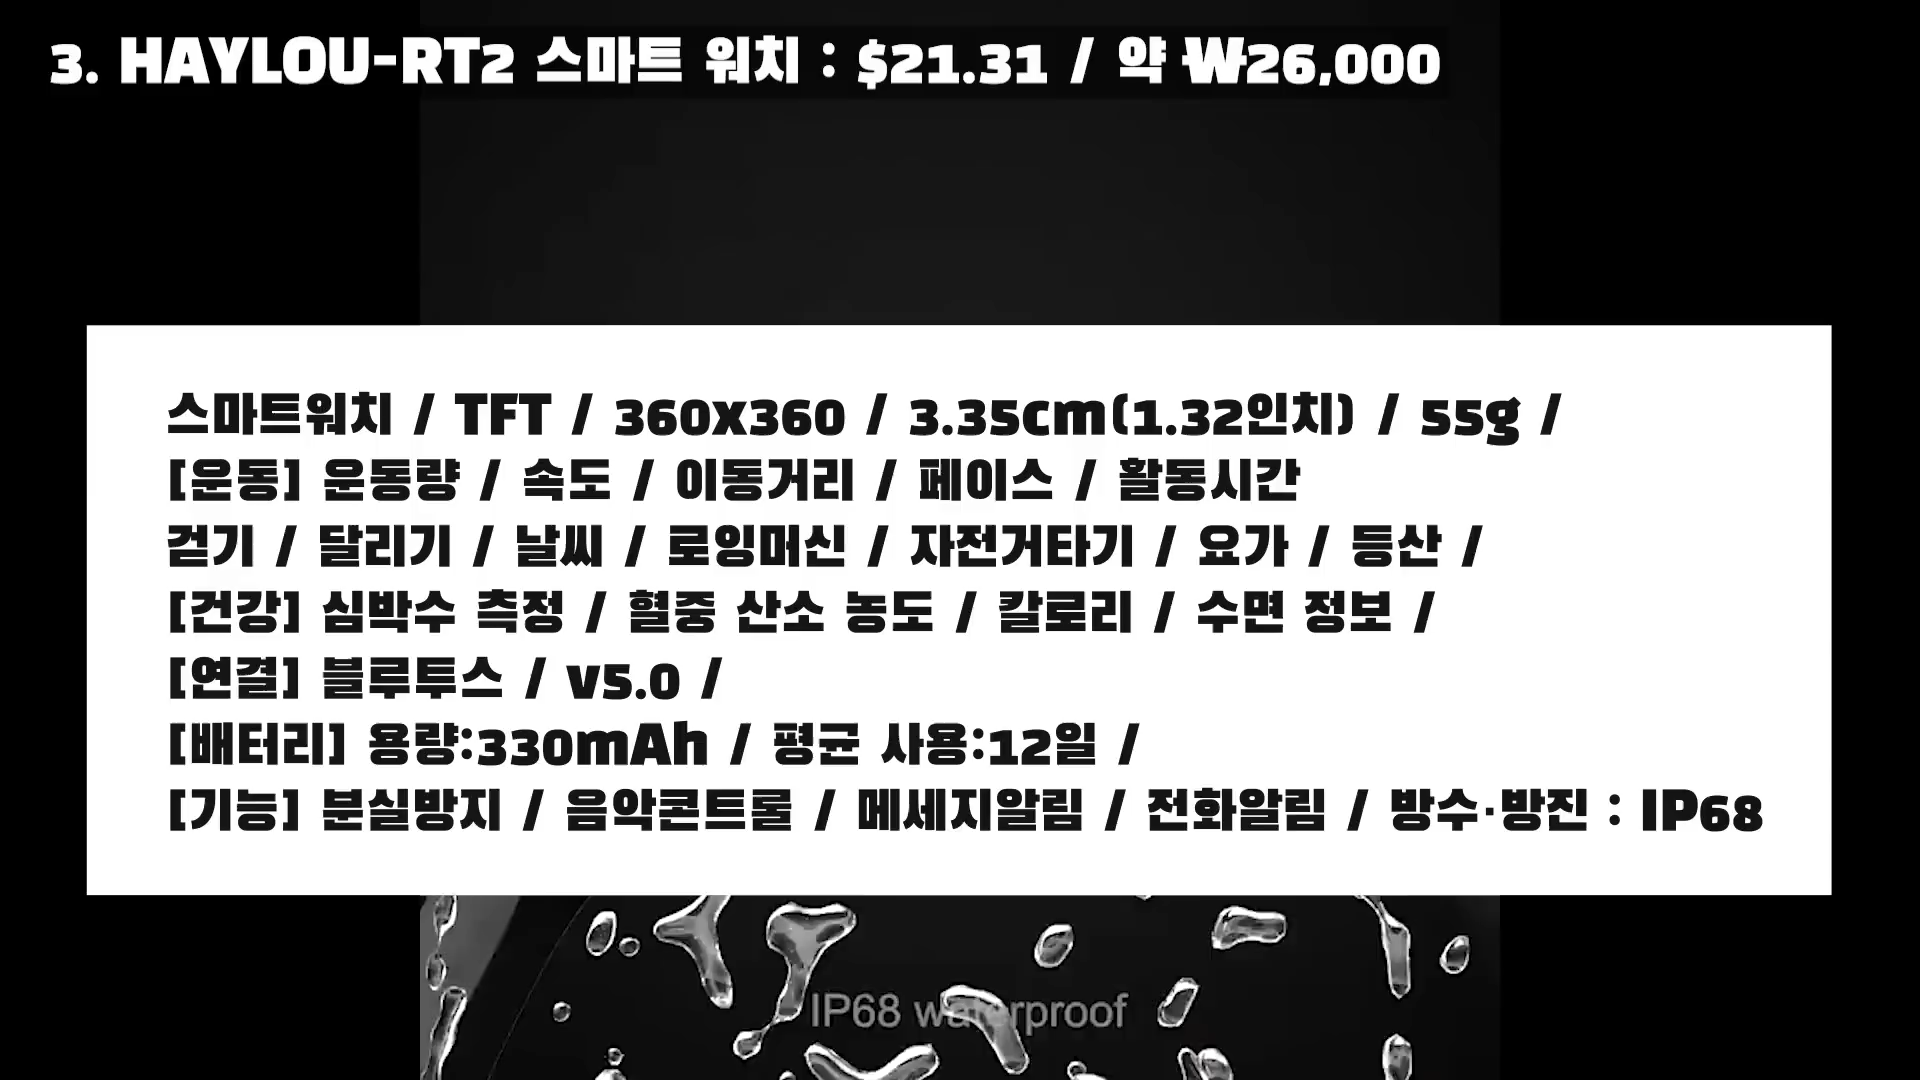 3. HAYLOU-RT2 스마트 워치 : $21.31 / 약 ₩26,000
스마트워치 / TFT / 360x360 / 3.35cm(1.32인치) / 55g /
[운동] 운동량 / 속도 / 이동거리 / 페이스 / 활동시간
걷기 / 달리기 / 날씨 / 로잉머신 / 자전거타기 / 요가 / 등산 /
[건강] 심박수 측정 / 혈중 산소 농도 / 칼로리 / 수면 정보 /
[연결] 블루투스 / v5.0 /
[배터리] 용량:330mAh / 평균 사용:12일 /
[기능] 분실방지 / 음악콘트롤 / 메세지알림 / 전화알림 / 방수·방진 : IP68
IP68 waterproof